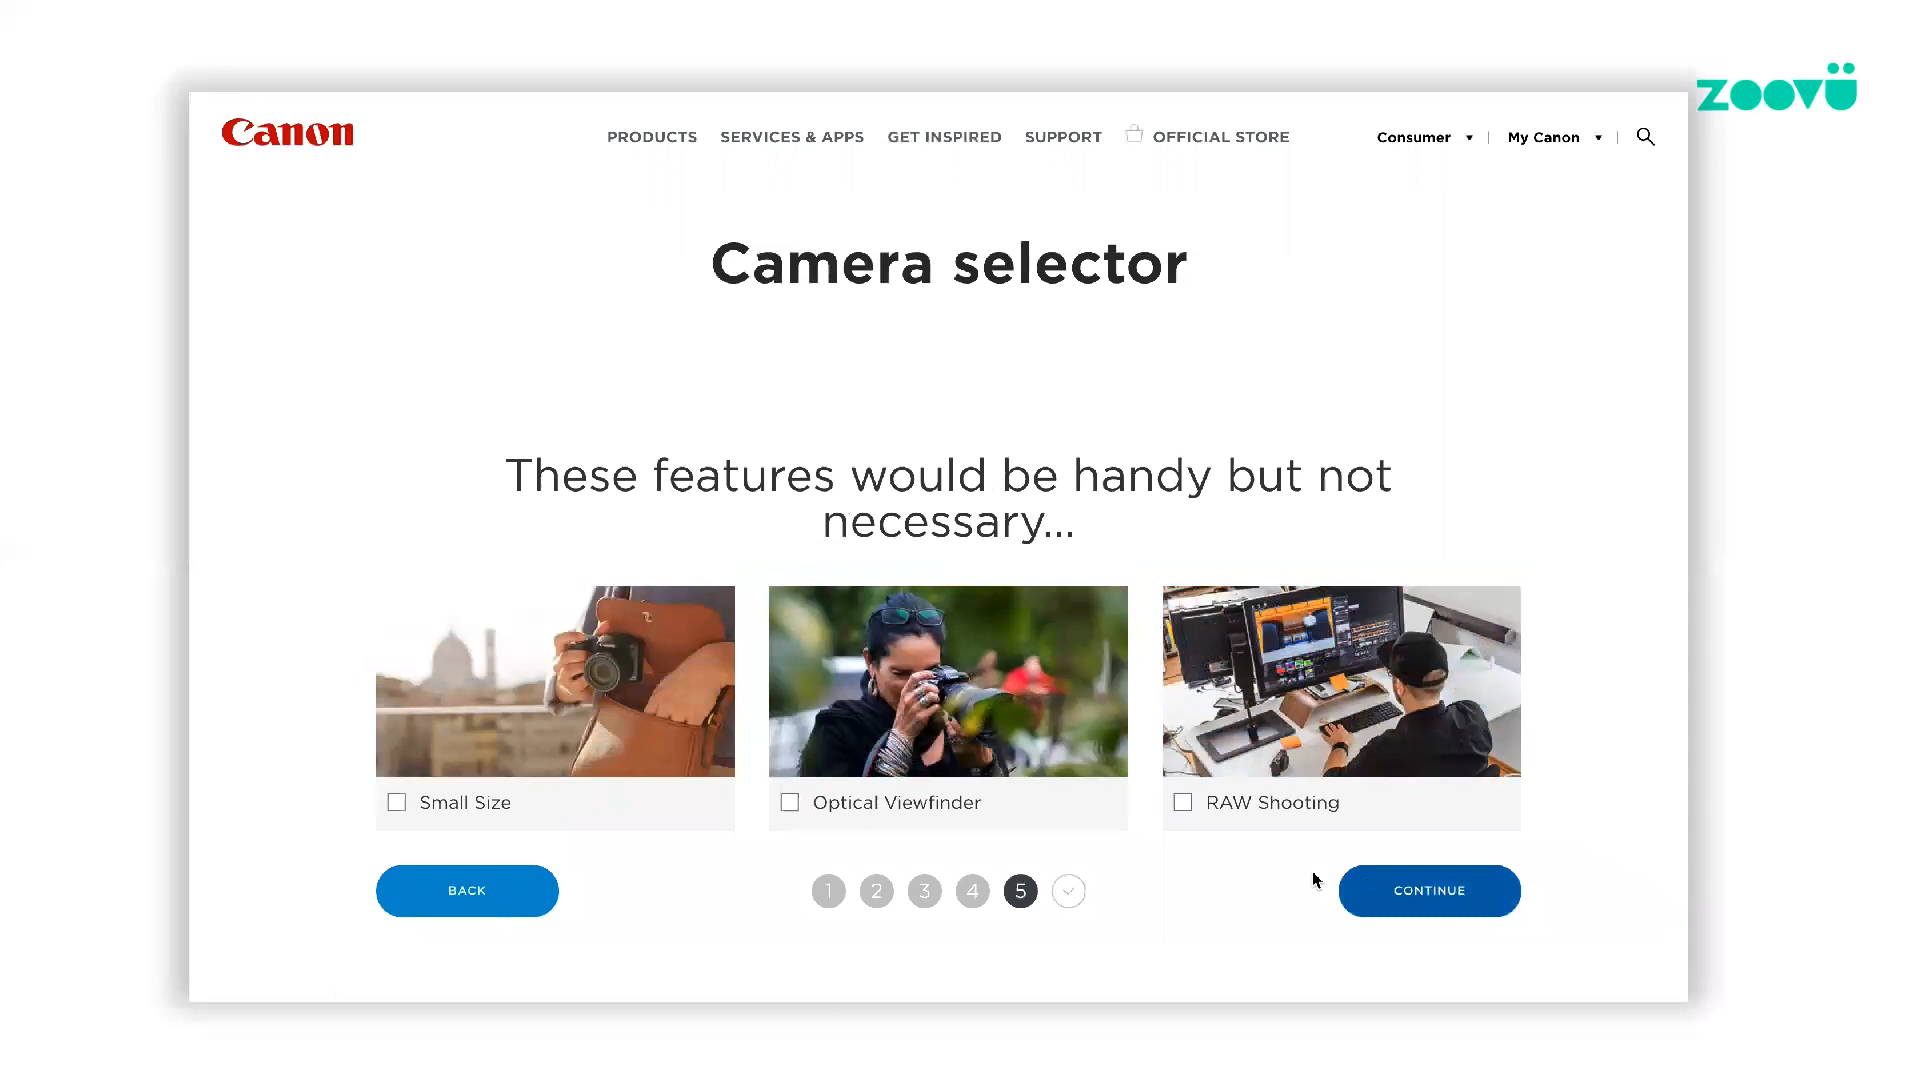 zoovu
Canon
PRODUCTS SERVICES & APPS GET INSPIRED SUPPORT OFFICIAL STORE Consumer My Canon
Camera selector
These features would be handy but not
necessary...
Small Size Optical Viewfinder RAW Shooting
BACK 1 2 3 4 5 CONTINUE